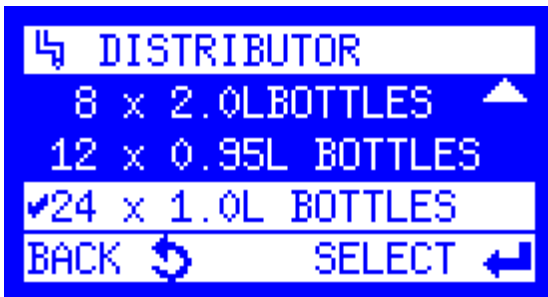 DISTRIBUTOR
8 x 2.0LBOTTLES
12 x 0.95L BOTTLES
24 x 1.0L BOTTLES
BACK SELECT